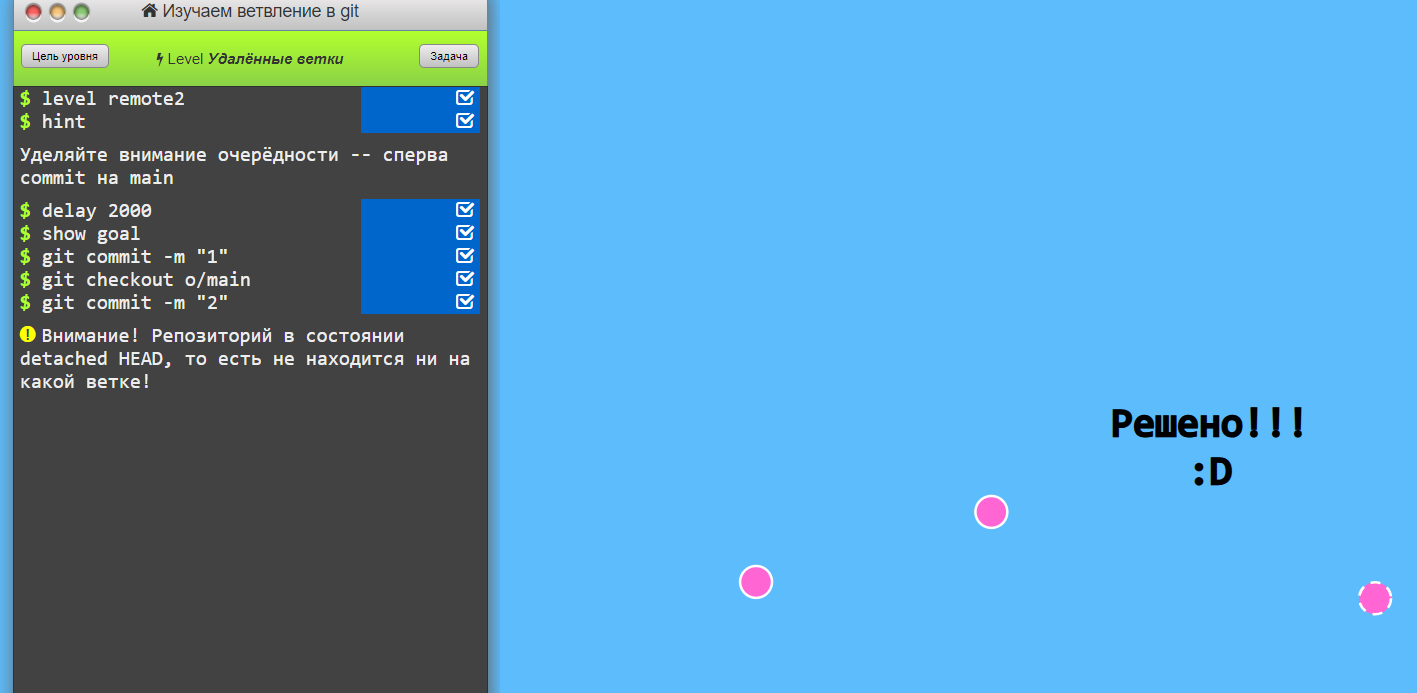 Изучаем ветвление в git
Цель уровня
Level Удалённые ветки
Задача
$ level remote2
$ hint
Уделяйте внимание очерёдности -- сперва
commit на main
$ delay 2000
$ show goal
$ git commit -m "1"
$ git checkout o/main
$ git commit -m "2"
Внимание! Репозиторий в состоянии
detached HEAD, то есть не находится ни на
какой ветке!
Решено!!!
:D